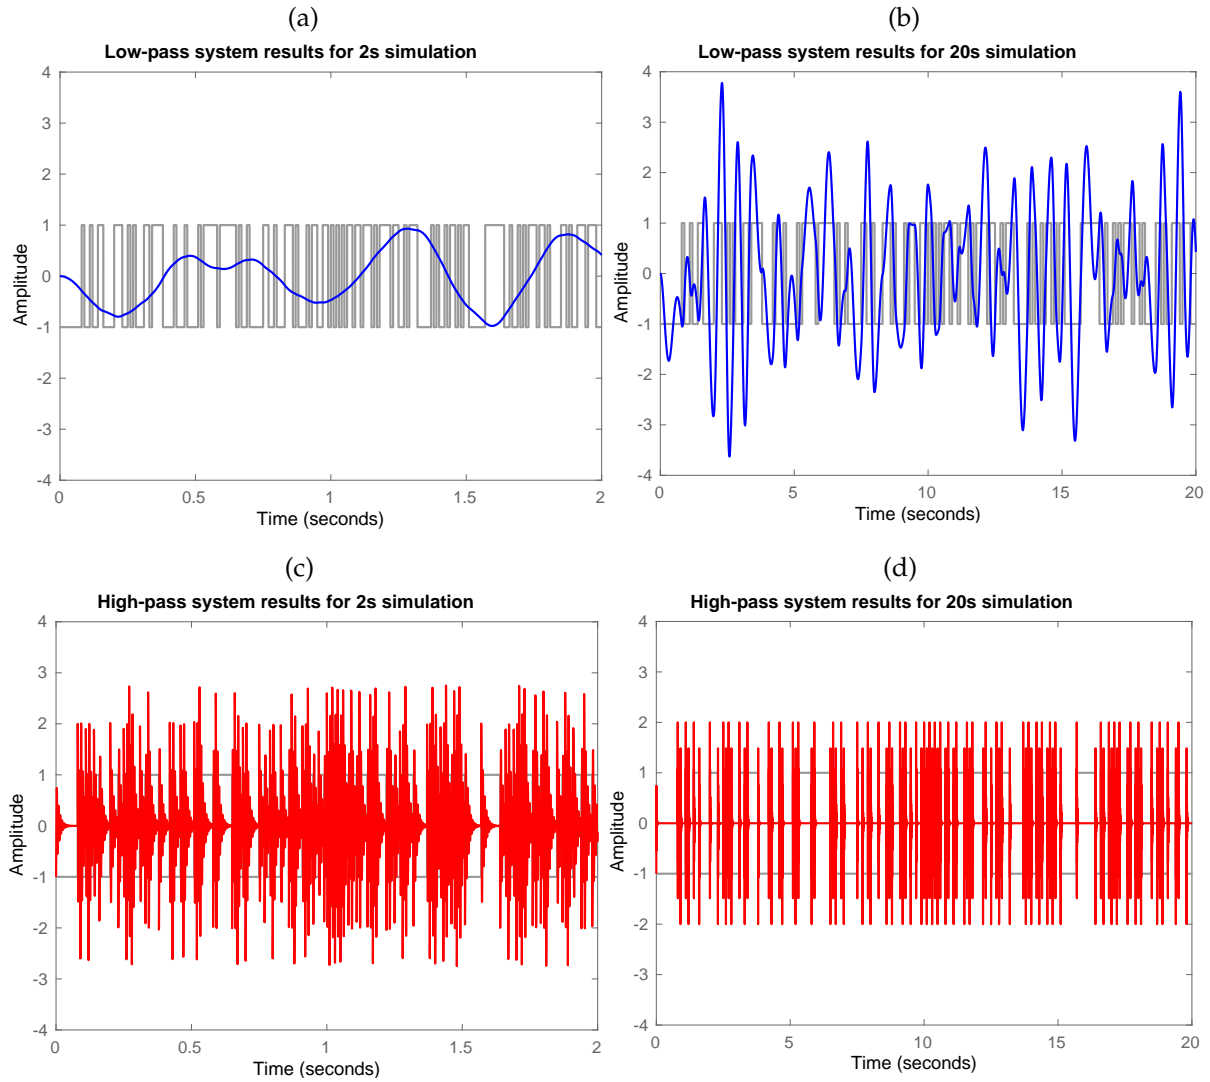 (a)
Low-pass system results for 2s simulation
4
3
2
1
0
-1
-2
-3
-4
Amplitude
0 0.5 1 1.5 2
Time (seconds)
(b)
Low-pass system results for 20s simulation
4
3
2
1
0
-1
-2
-3
-4
Amplitude
0 5 10 15 20
Time (seconds)
(c)
High-pass system results for 2s simulation
4
3
2
1
0
-1
-2
-3
-4
Amplitude
0 0.5 1 1.5 2
Time (seconds)
(d)
High-pass system results for 20s simulation
4
3
2
1
0
-1
-2
-3
-4
Amplitude
0 5 10 15 20
Time (seconds)